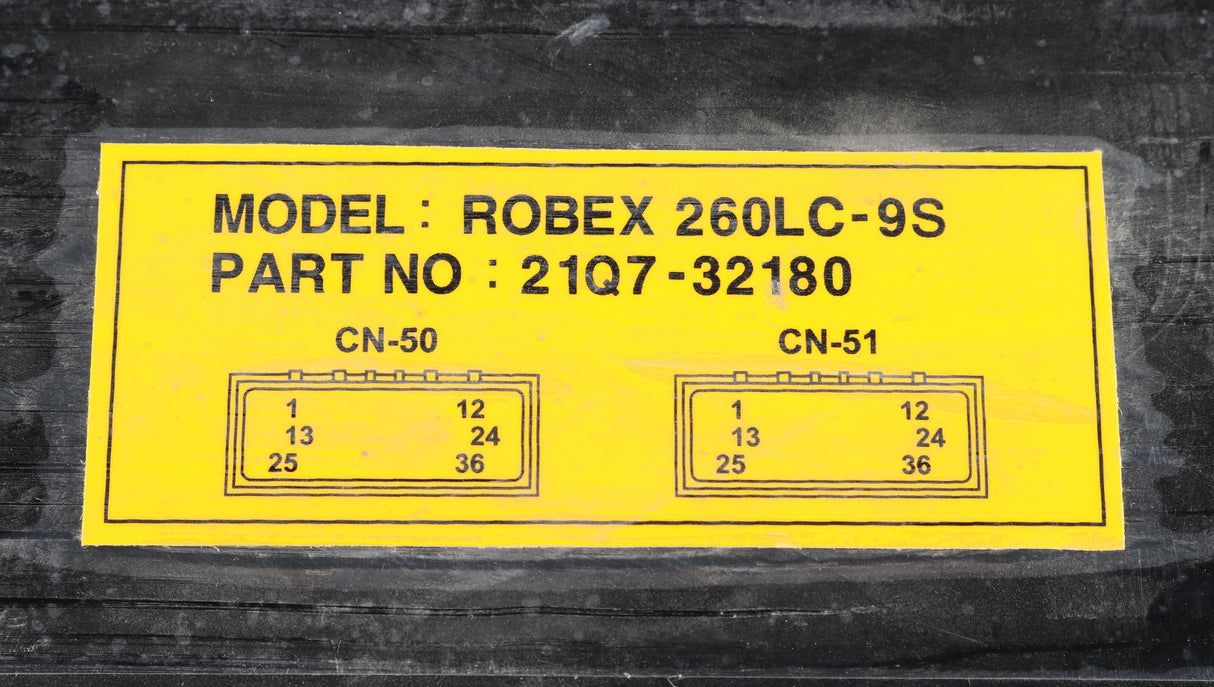 MODEL : ROBEX 260LC-9S
PART NO : 21Q7-32180
CN-50 CN-51
1 12 1 12
13 24 13 24
25 36 25 36